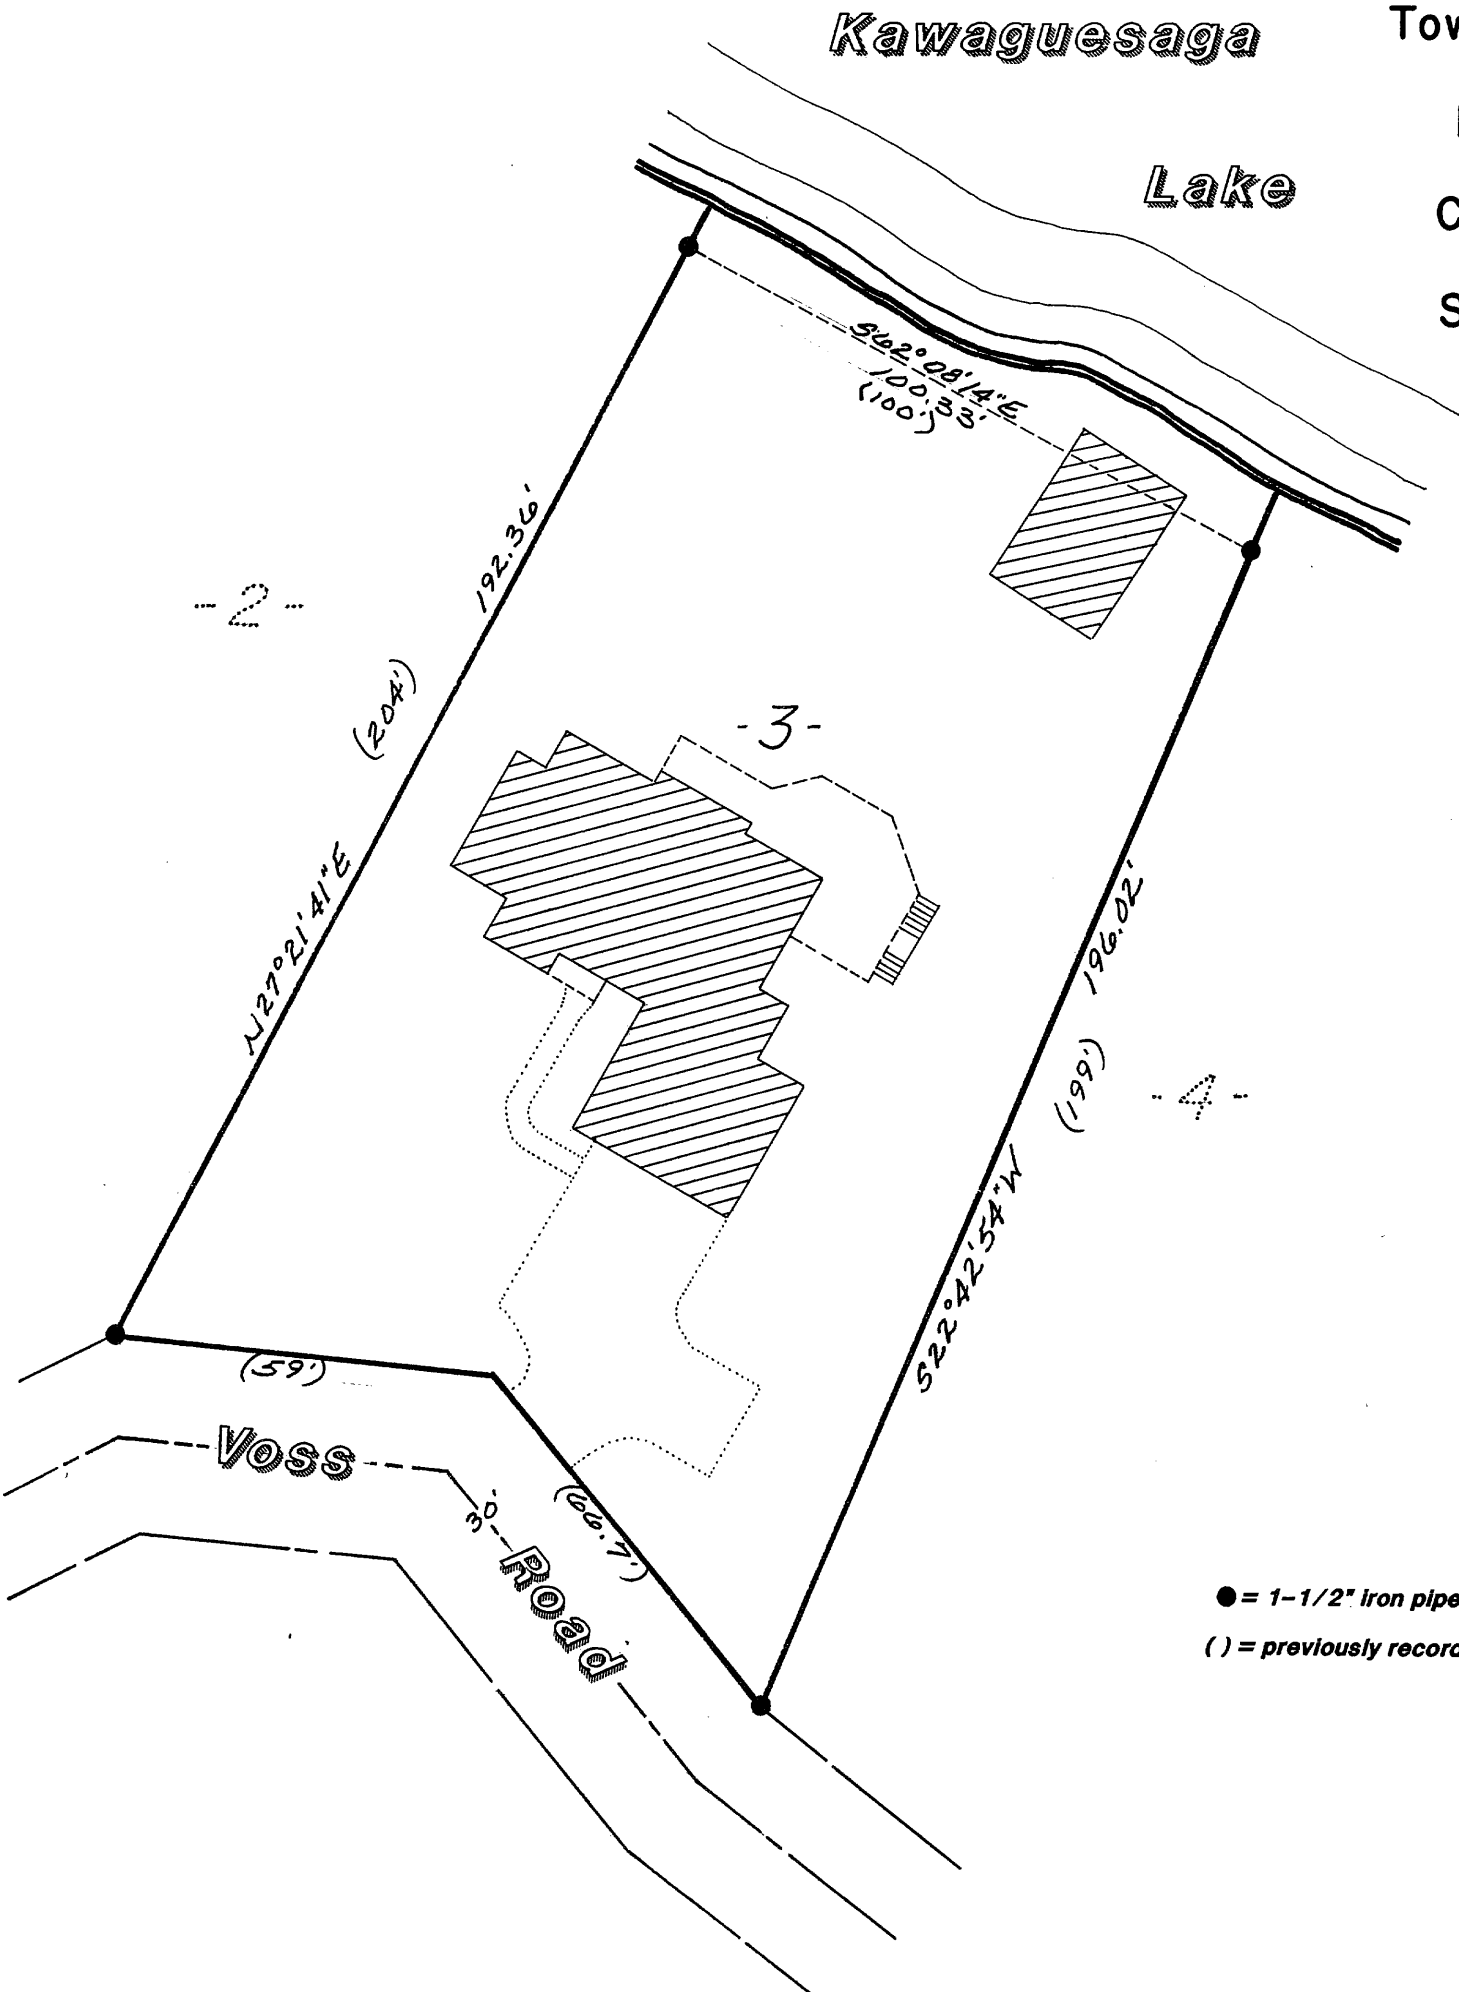 Kawaguesaga
Tow
Lake
C
S
S62°08'14"E
100.33'
(100')
192.36'
-2-
(204')
-3-
N27°21'41"E
196.02'
(199')
-4-
S22°42'54"W
(59')
Voss
30'
(66.7')
Road
= 1-1/2" iron pipe
( ) = previously record